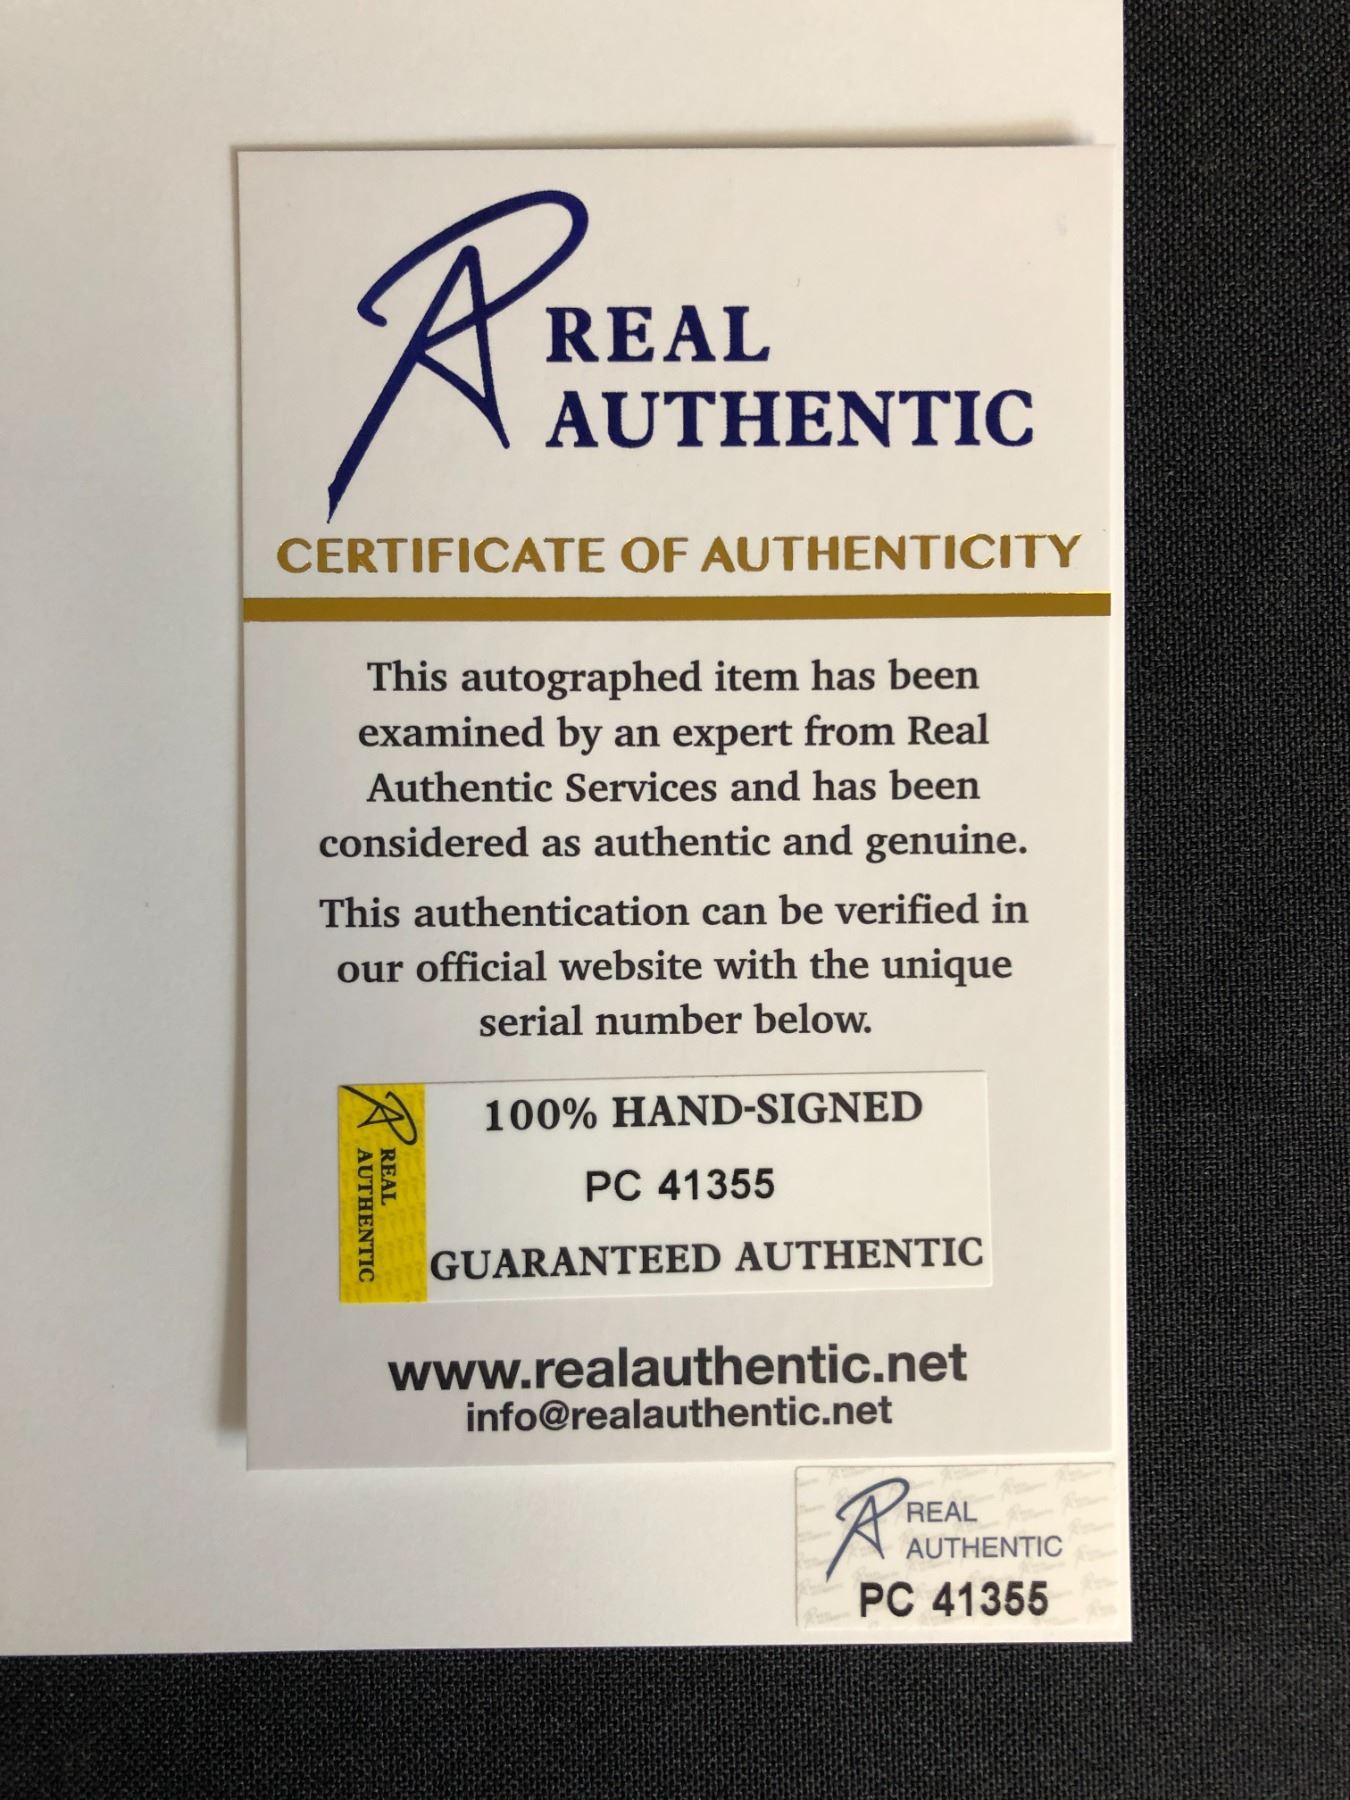 REAL
AUTHENTIC
CERTIFICATE OF AUTHENTICITY
This autographed item has been
examined by an expert from Real
Authentic Services and has been
considered as authentic and genuine.
This authentication can be verified in
our official website with the unique
serial number below.
REAL
AUTHENTIC
100% HAND-SIGNED
PC 41355
GUARANTEED AUTHENTIC
www.realauthentic.net
info@realauthentic.net
REAL
AUTHENTIC
PC 41355